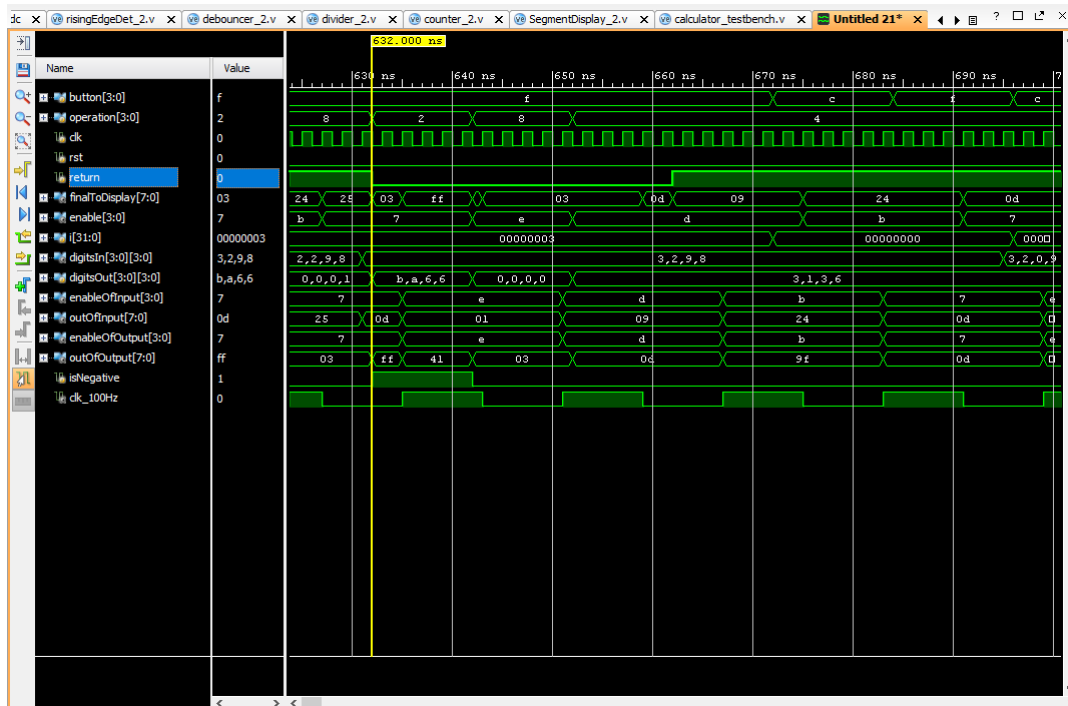 dc risingEdgeDet_2.v debouncer_2.v divider_2.v counter_2.v SegmentDisplay_2.v calculator_testbench.v Untitled 21*
632.000 ns
Name Value 630 ns 640 ns 650 ns 660 ns 670 ns 680 ns 690 ns 7
button[3:0] f f c f c
operation[3:0] 2 8 2 8 4
clk 0
rst 0
return 0
finalToDisplay[7:0] 03 24 25 03 ff 03 0d 09 24 0d
enable[3:0] 7 b 7 e d b 7
i[31:0] 00000003 00000003 00000000 000
digitsIn[3:0][3:0] 3,2,9,8 2,2,9,8 3,2,9,8 3,2,0,9
digitsOut[3:0][3:0] b,a,6,6 0,0,0,1 b,a,6,6 0,0,0,0 3,1,3,6
enableOfInput[3:0] 7 7 e d b 7 e
outOfInput[7:0] 0d 25 0d 01 09 24 0d
enableOfOutput[3:0] 7 7 e d b 7 e
outOfOutput[7:0] ff 03 ff 41 03 0d 9f 0d
isNegative 1
clk_100Hz 0